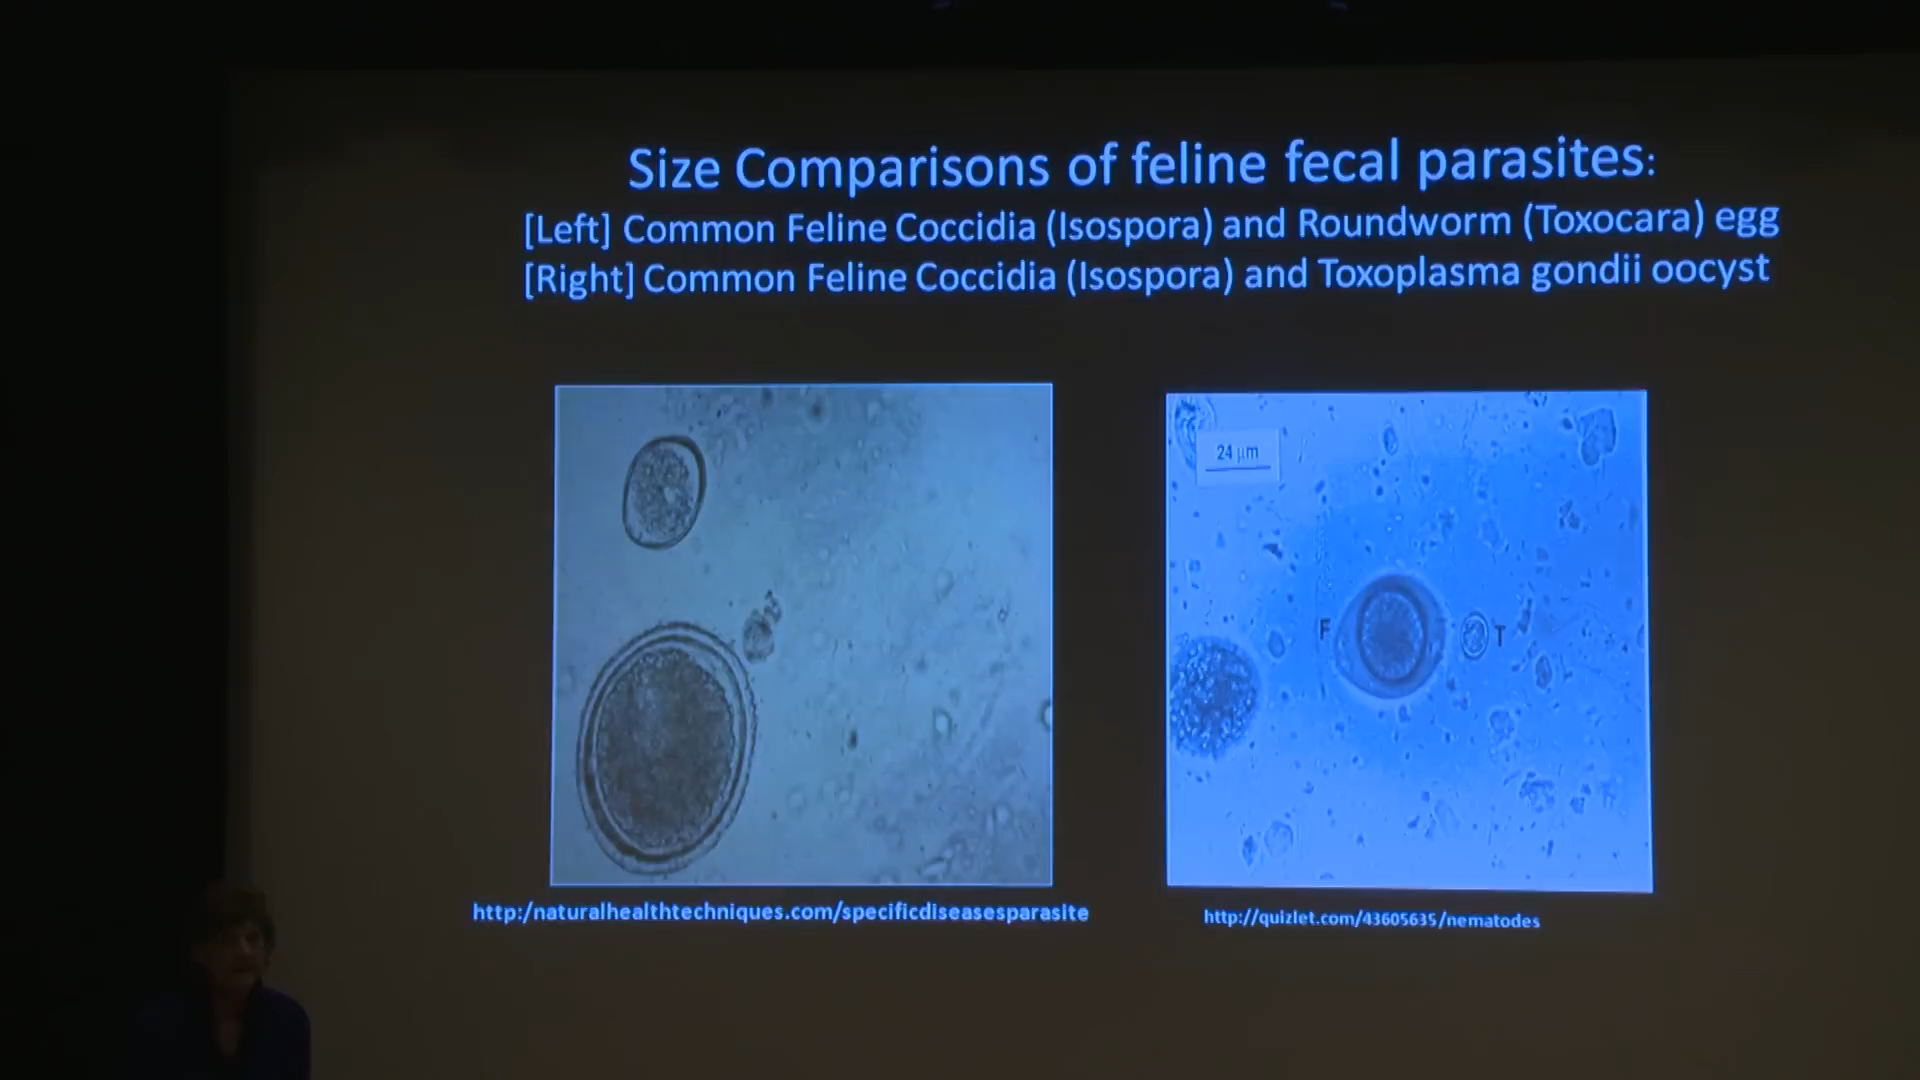 Size Comparisons of feline fecal parasites:
[Left] Common Feline Coccidia (Isospora) and Roundworm (Toxocara) egg
[Right] Common Feline Coccidia (Isospora) and Toxoplasma gondii oocyst
24 µm
F
T
http:/naturalhealthtechniques.com/specificdiseasesparasite
http://quizlet.com/43605635/nematodes